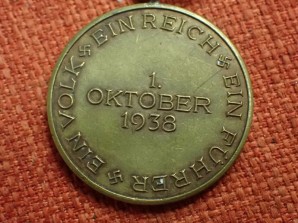 EIN VOLK EIN REICH EIN FÜHRER
1.
OKTOBER
1938